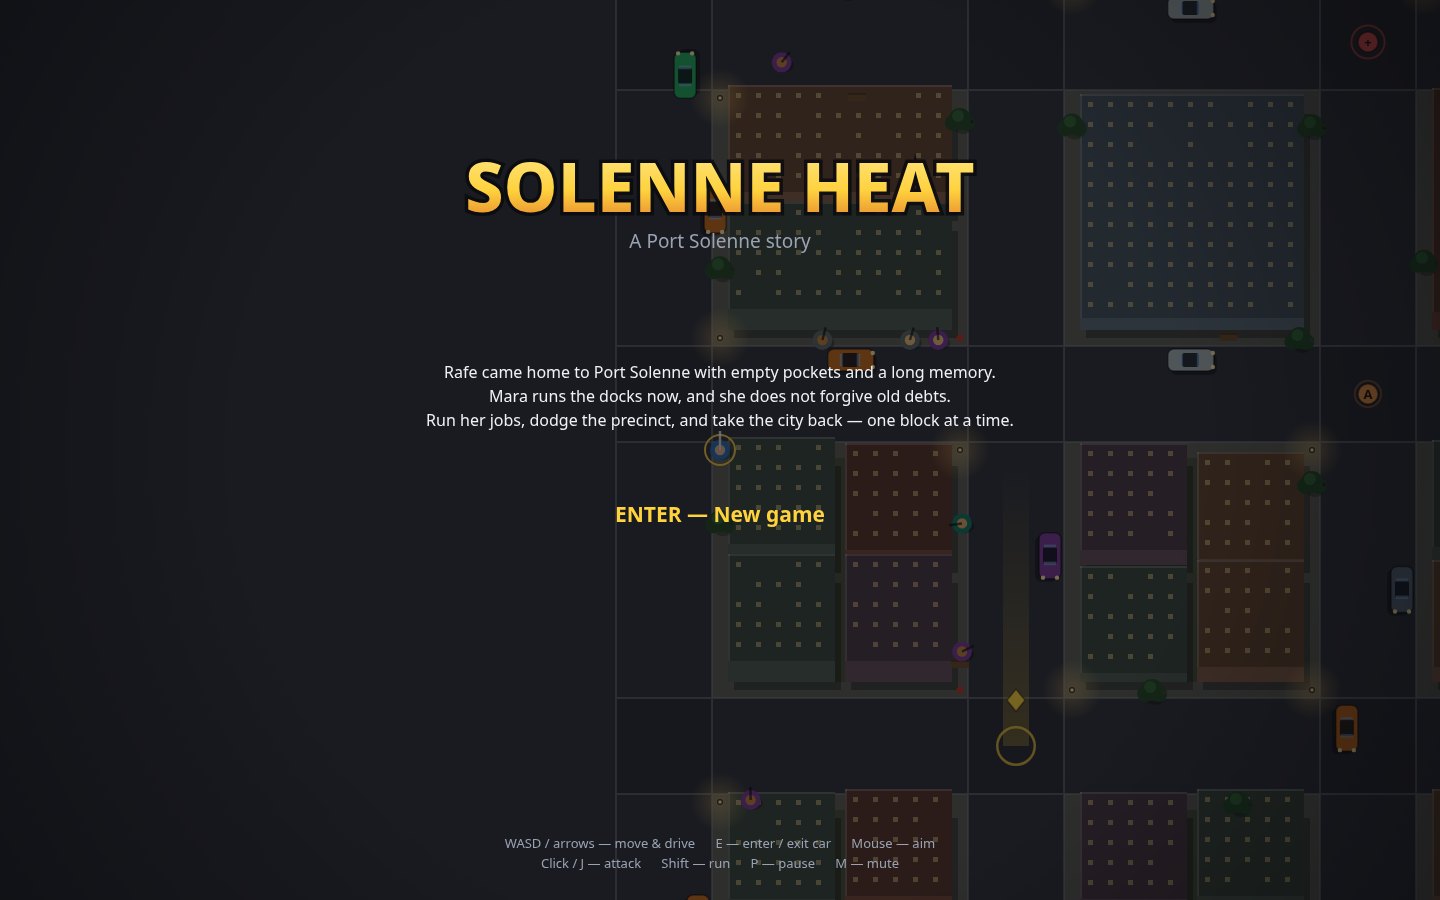 SOLENNE HEAT
A Port Solenne story
Rafe came home to Port Solenne with empty pockets and a long memory.
Mara runs the docks now, and she does not forgive old debts.
Run her jobs, dodge the precinct, and take the city back — one block at a time.
A
ENTER — New game
WASD / arrows — move & drive E — enter / exit car Mouse — aim
Click / J — attack Shift — run P — pause M — mute